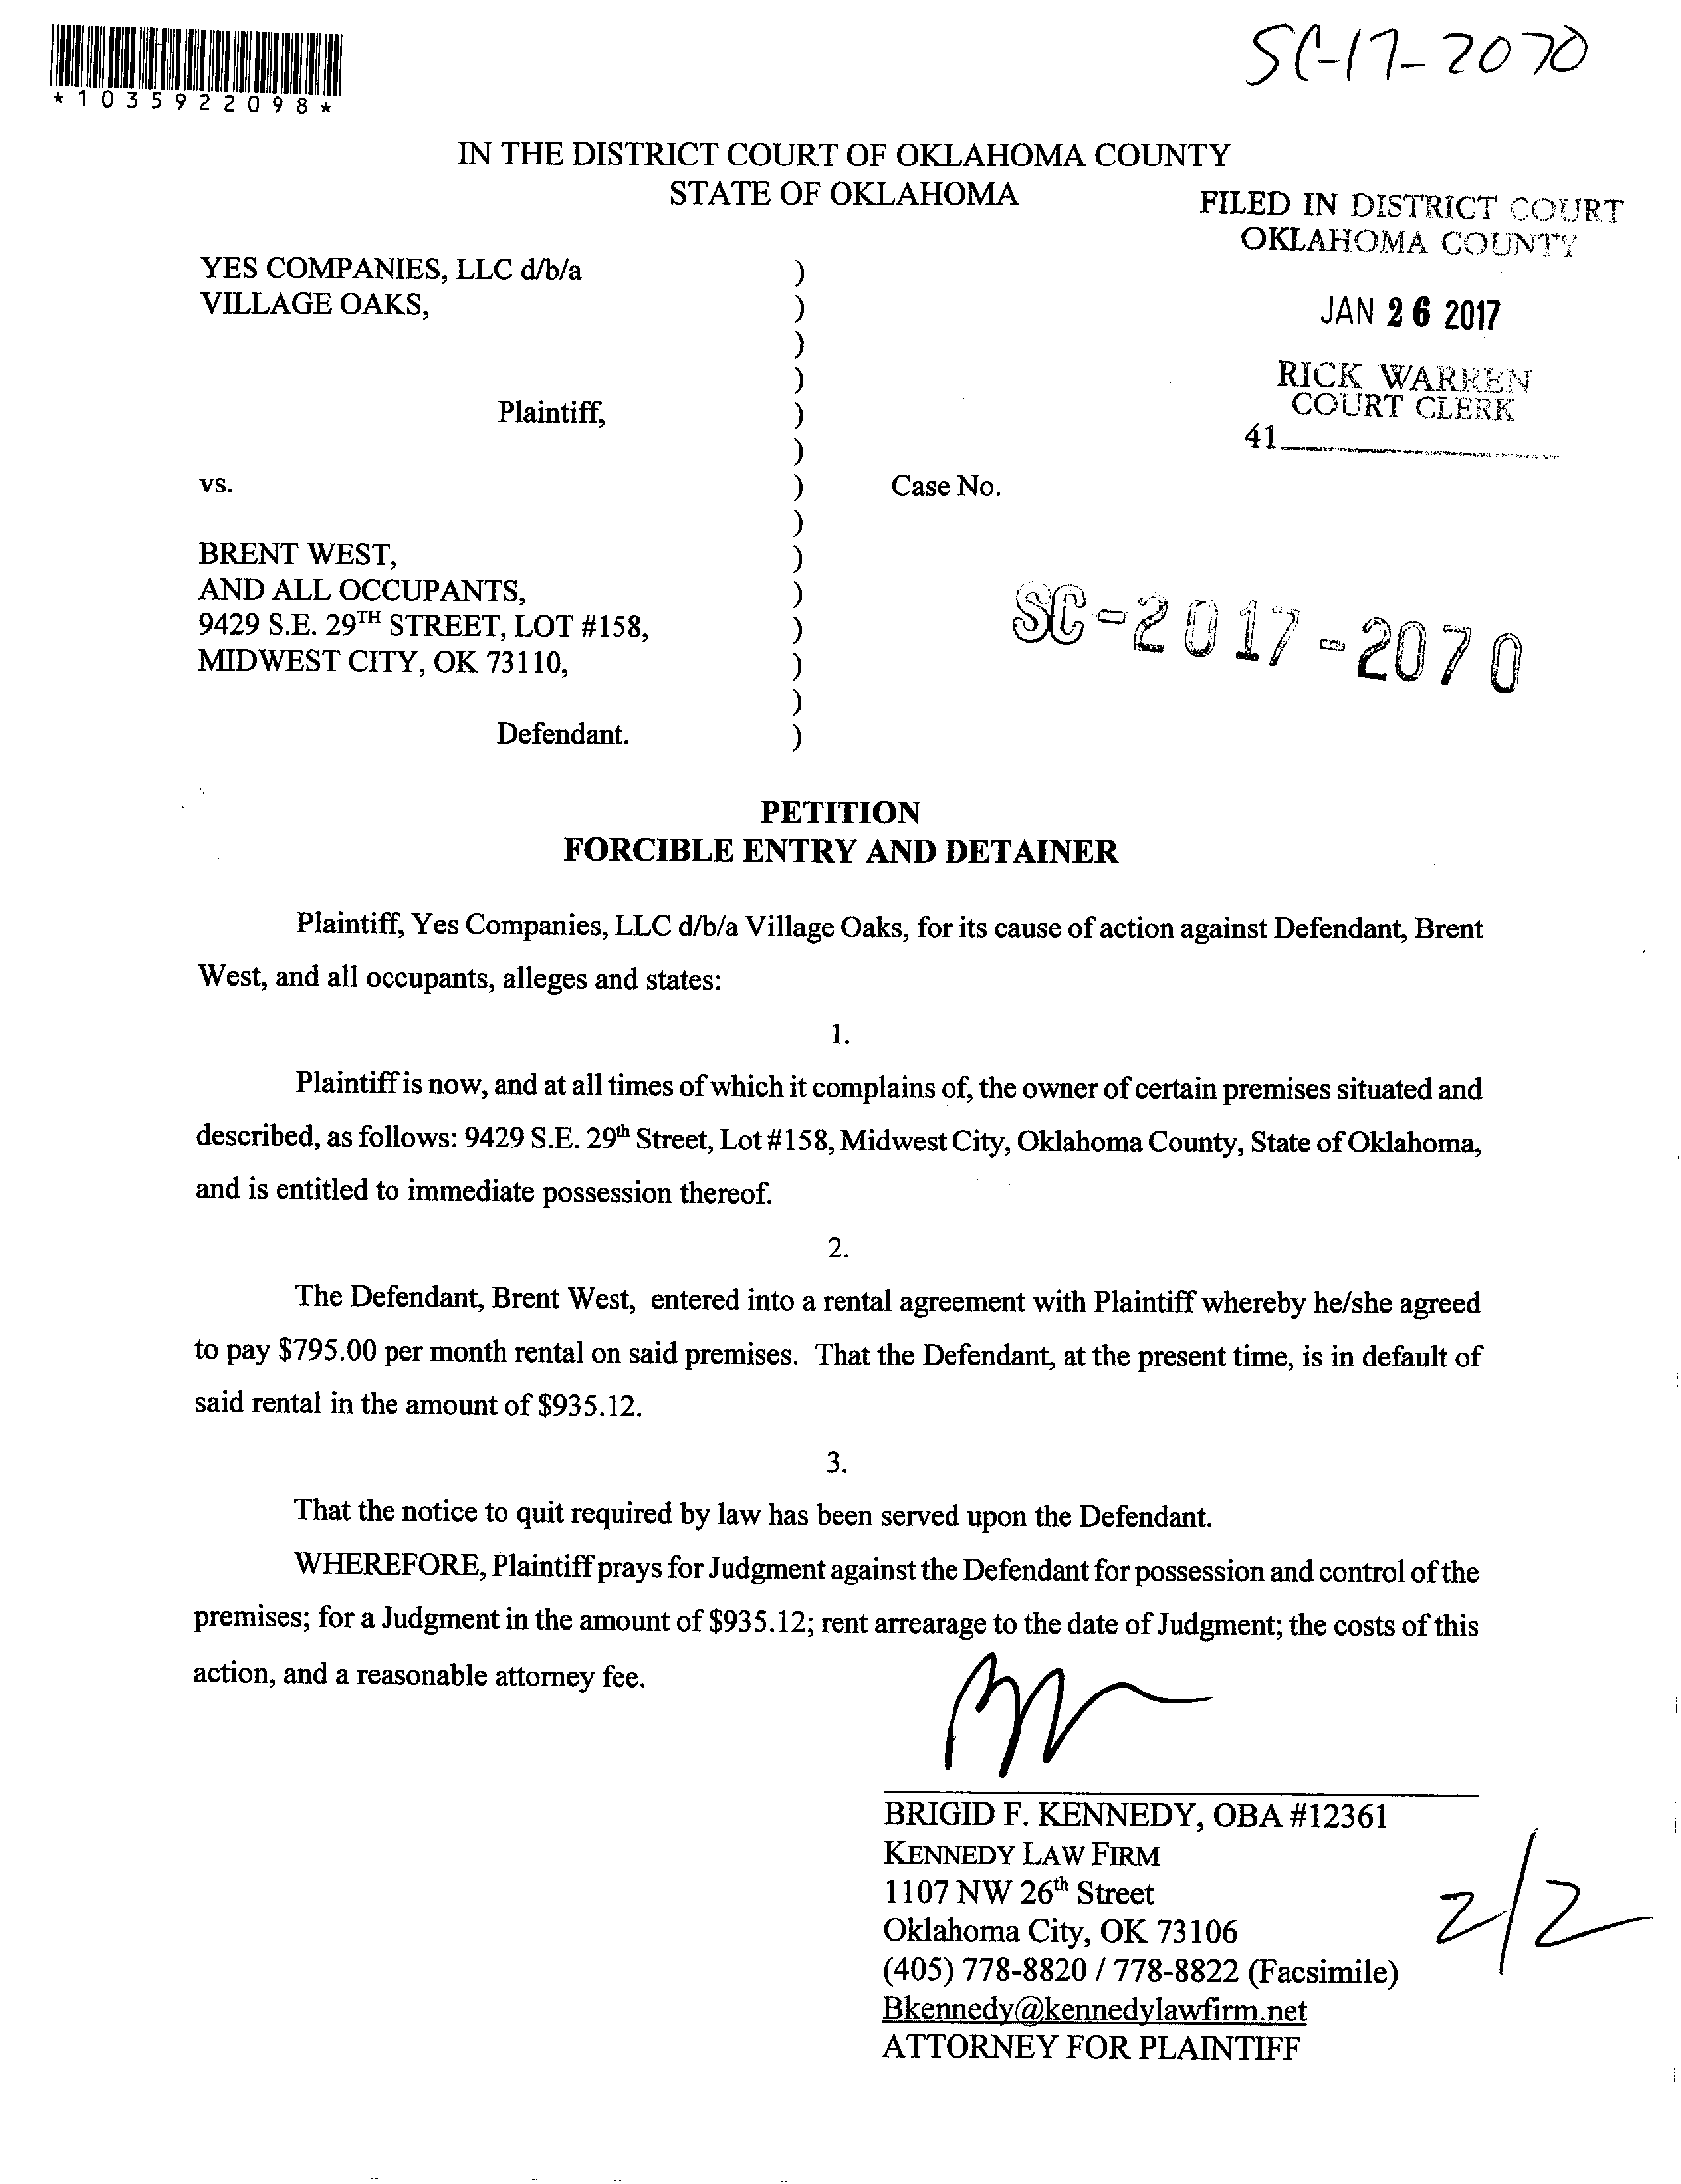 SC-17-2070
*1035922098*
IN THE DISTRICT COURT OF OKLAHOMA COUNTY
STATE OF OKLAHOMA
FILED IN DISTRICT COURT
OKLAHOMA COUNTY
JAN 26 2017
RICK WARREN
COURT CLERK
41
YES COMPANIES, LLC d/b/a )
VILLAGE OAKS, )
)
)
Plaintiff, )
)
vs. ) Case No.
)
BRENT WEST, )
AND ALL OCCUPANTS, )
9429 S.E. 29TH STREET, LOT #158, )
MIDWEST CITY, OK 73110, )
)
Defendant. )
SC-2017-2070
PETITION
FORCIBLE ENTRY AND DETAINER
Plaintiff, Yes Companies, LLC d/b/a Village Oaks, for its cause of action against Defendant, Brent
West, and all occupants, alleges and states:
1.
Plaintiff is now, and at all times of which it complains of, the owner of certain premises situated and
described, as follows: 9429 S.E. 29th Street, Lot #158, Midwest City, Oklahoma County, State of Oklahoma,
and is entitled to immediate possession thereof.
2.
The Defendant, Brent West, entered into a rental agreement with Plaintiff whereby he/she agreed
to pay $795.00 per month rental on said premises. That the Defendant, at the present time, is in default of
said rental in the amount of $935.12.
3.
That the notice to quit required by law has been served upon the Defendant.
WHEREFORE, Plaintiff prays for Judgment against the Defendant for possession and control of the
premises; for a Judgment in the amount of $935.12; rent arrearage to the date of Judgment; the costs of this
action, and a reasonable attorney fee.
BRIGID F. KENNEDY, OBA #12361
KENNEDY LAW FIRM
1107 NW 26th Street
Oklahoma City, OK 73106
(405) 778-8820 / 778-8822 (Facsimile)
Bkennedy@kennedylawfirm.net
ATTORNEY FOR PLAINTIFF
2/2